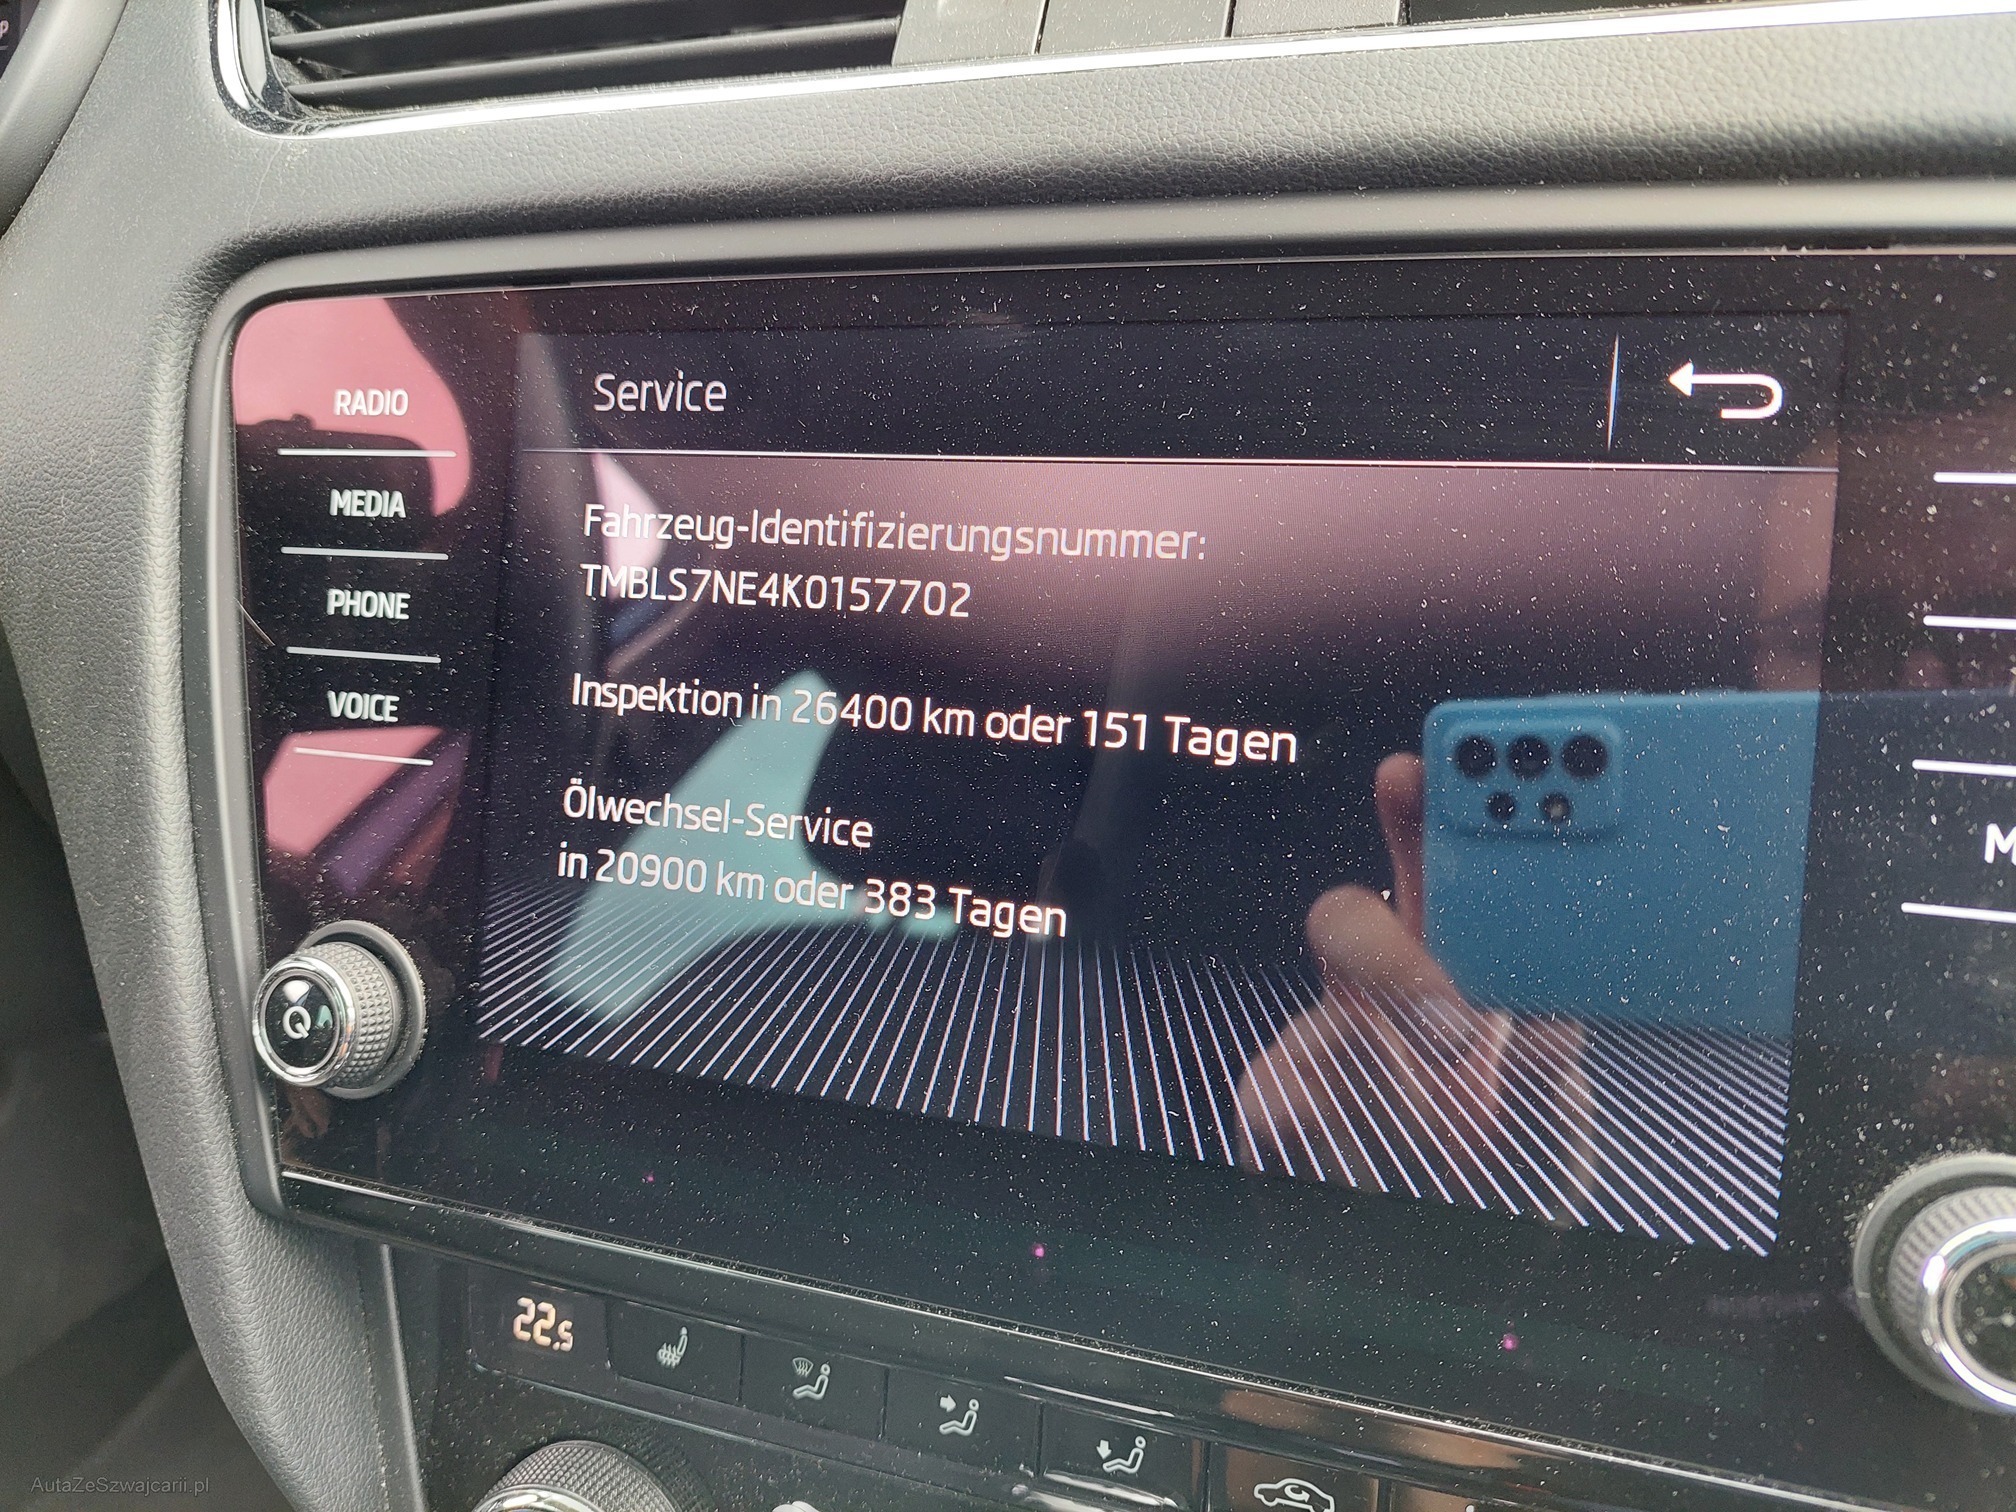 Service
RADIO
MEDIA
PHONE
VOICE
Fahrzeug-Identifizierungsnummer:
TMBLS7NE4K0157702
Inspektion in 26400 km oder 151 Tagen
Ölwechsel-Service
in 20900 km oder 383 Tagen
22.5
AutaZeSzwajcarii.pl